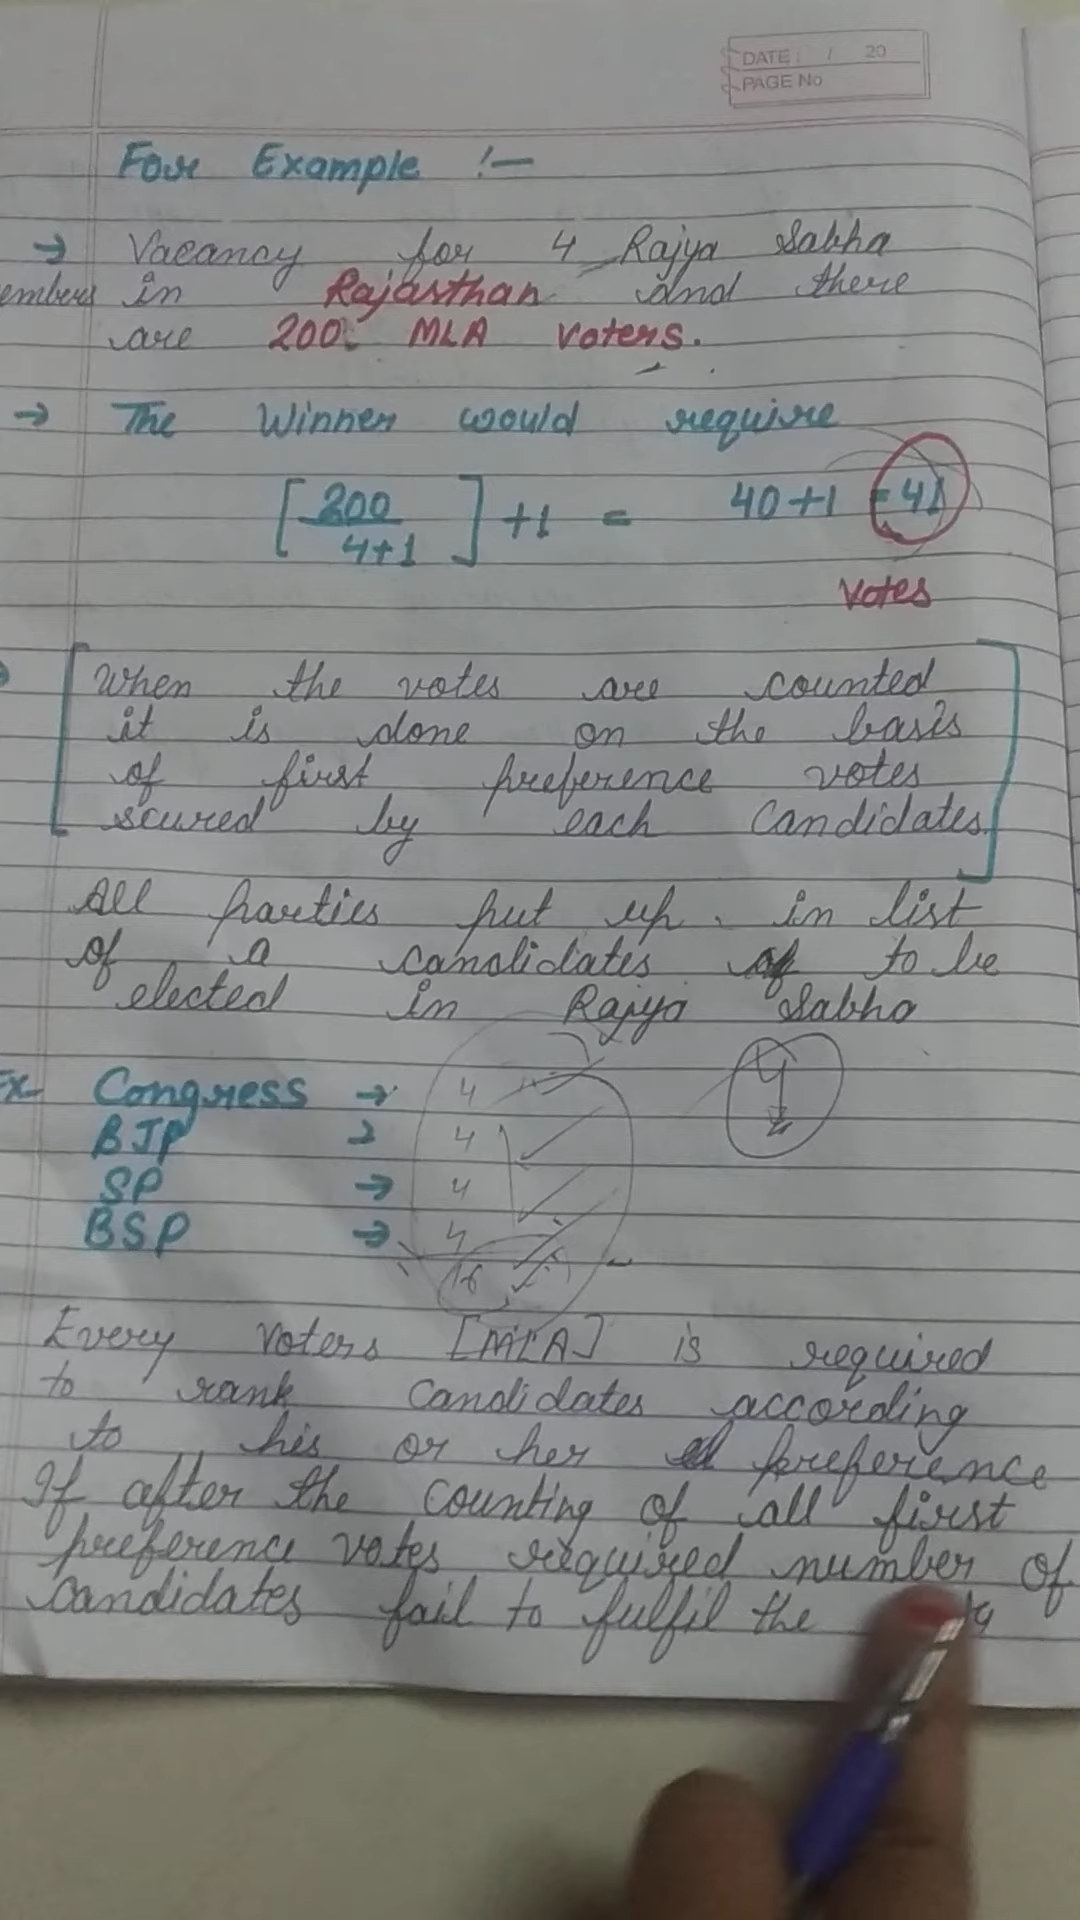 DATE: / 20
PAGE No
Four Example :-
→ Vacancy for 4 Rajya Sabha
embers in Rajasthan and there
are 200 MLA voters.
→ The Winner would require
[200/4+1] +1 = 40+1 = 41
Votes
[When the votes are counted
it is done on the basis
of first preference votes
scured by each candidates]
All parties put up in list
of a candidates to be
elected in Rajya Sabha
Ex Congress → 4
BJP → 4
SP → 4
BSP → 4
16
4
Every voters [MLA] is required
to rank candidates according
to his or her preference
If after the counting of all first
preference votes required number of
candidates fail to fulfil the